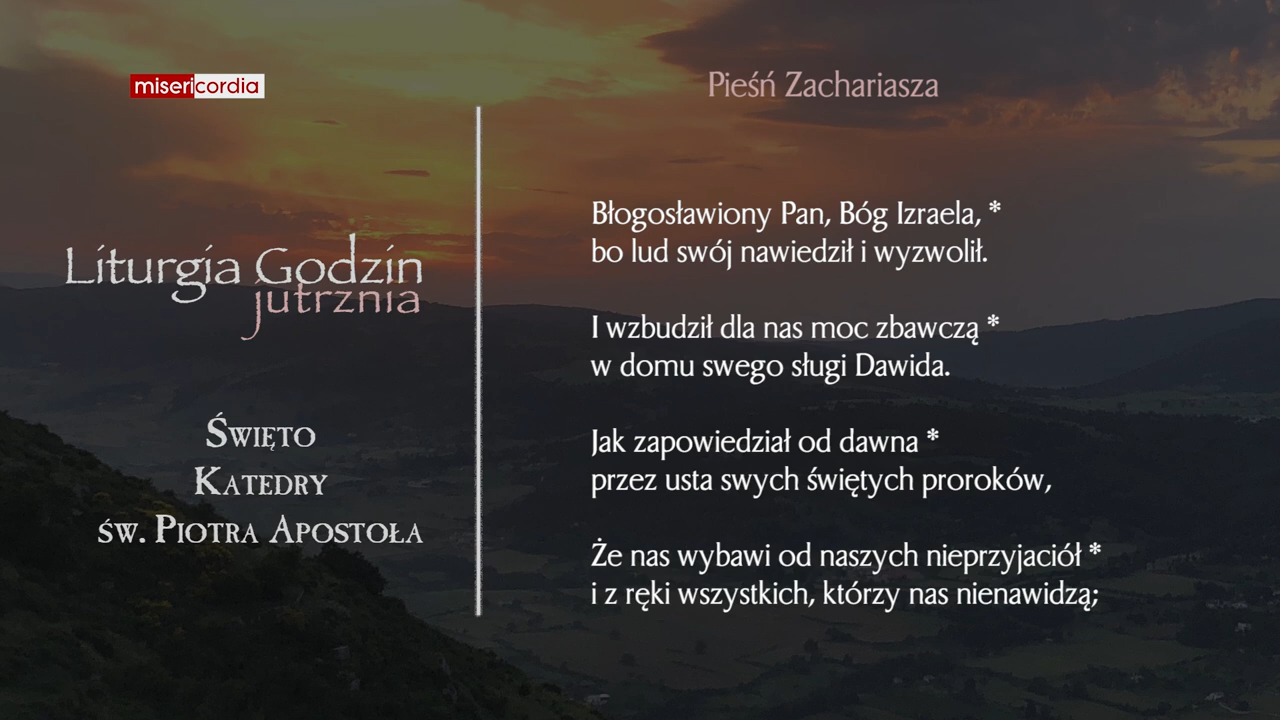 misericordia
Liturgia Godzin
jutrznia
Święto
Katedry
św. Piotra Apostoła
Pieśń Zachariasza
Błogosławiony Pan, Bóg Izraela, *
bo lud swój nawiedził i wyzwolił.
I wzbudził dla nas moc zbawczą *
w domu swego sługi Dawida.
Jak zapowiedział od dawna *
przez usta swych świętych proroków,
Że nas wybawi od naszych nieprzyjaciół *
i z ręki wszystkich, którzy nas nienawidzą;